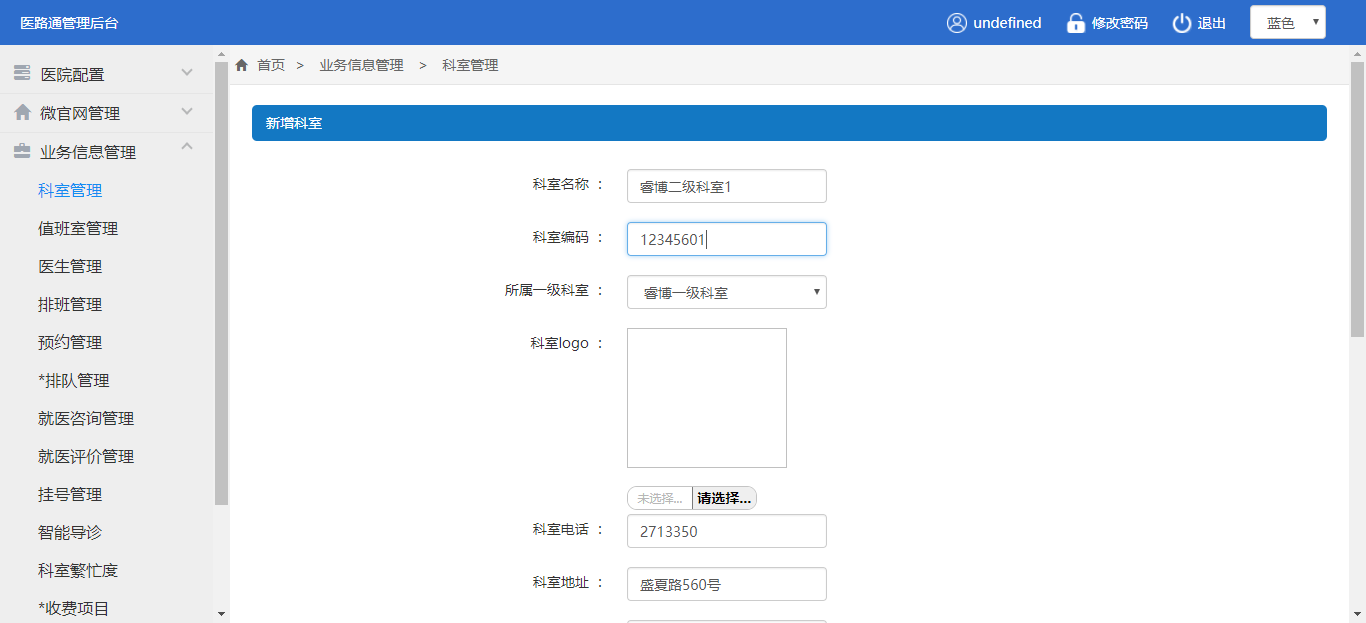 医路通管理后台
undefined
修改密码
退出
蓝色
医院配置
微官网管理
业务信息管理
科室管理
值班室管理
医生管理
排班管理
预约管理
*排队管理
就医咨询管理
就医评价管理
挂号管理
智能导诊
科室繁忙度
*收费项目
首页 > 业务信息管理 > 科室管理
新增科室
科室名称 : 睿博二级科室1
科室编码 : 12345601
所属一级科室 : 睿博一级科室
科室logo :
未选择... 请选择...
科室电话 : 2713350
科室地址 : 盛夏路560号